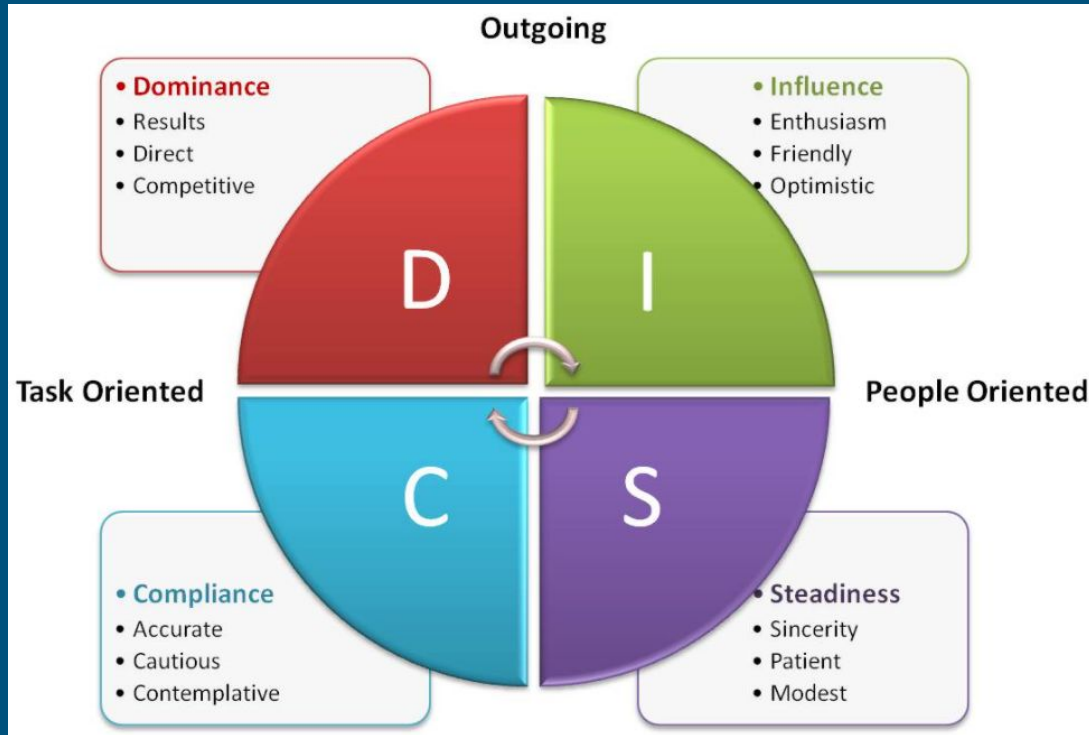 Outgoing
• Dominance
• Results
• Direct
• Competitive
• Influence
• Enthusiasm
• Friendly
• Optimistic
D
I
Task Oriented
People Oriented
C
S
• Compliance
• Accurate
• Cautious
• Contemplative
• Steadiness
• Sincerity
• Patient
• Modest